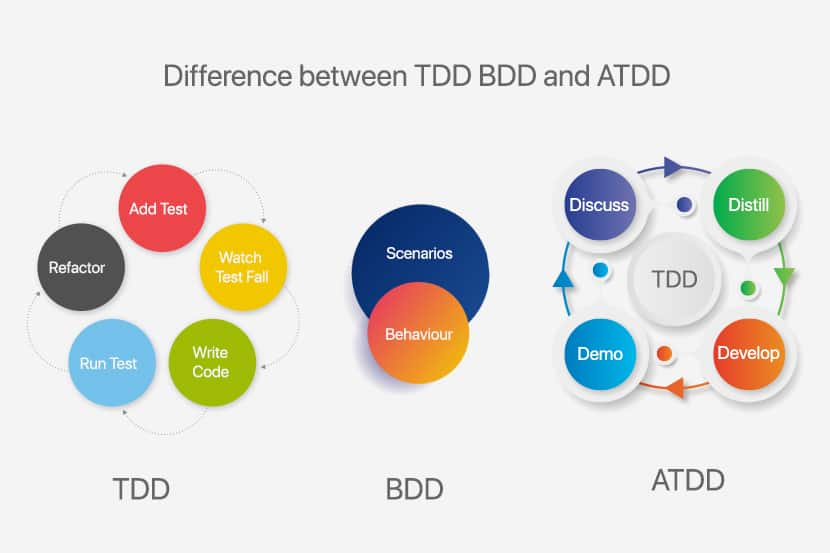 Difference between TDD BDD and ATDD
Add Test
Watch
Test Fall
Write
Code
Run Test
Refactor
TDD
Scenarios
Behaviour
BDD
Discuss
Distill
TDD
Demo
Develop
ATDD